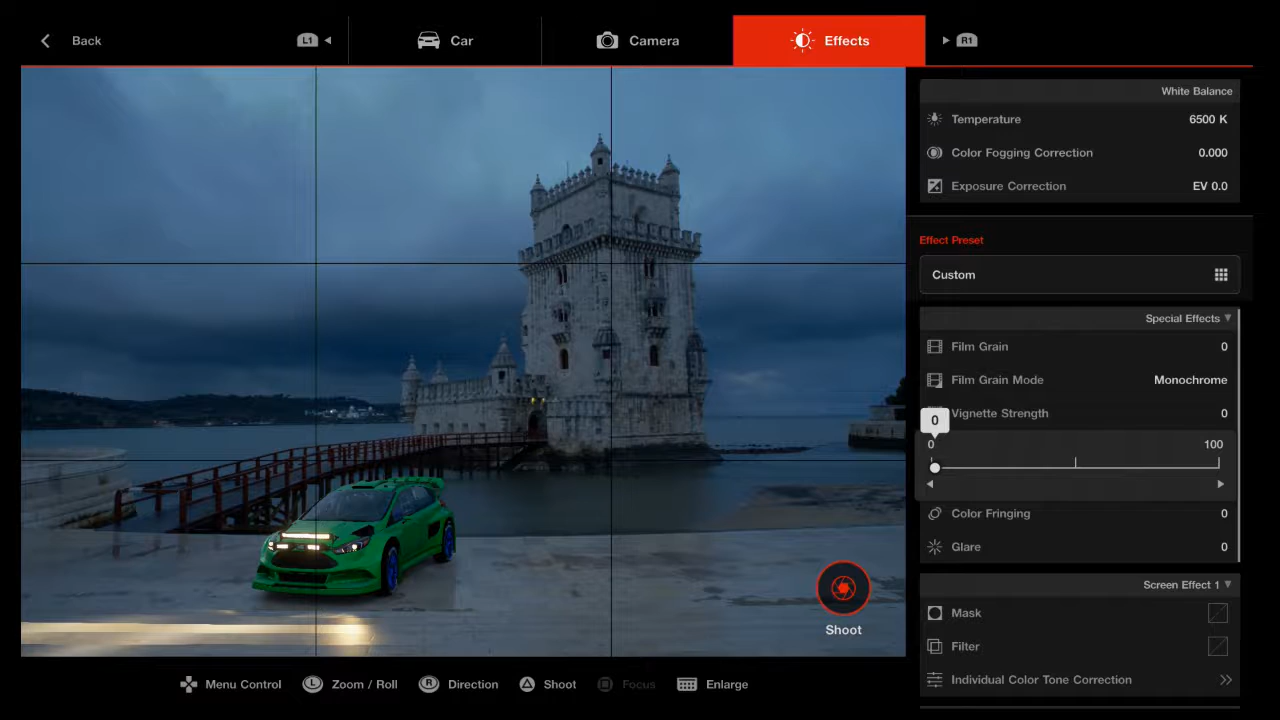 Back
L1
Car
Camera
Effects
R1
White Balance
Temperature 6500 K
Color Fogging Correction 0.000
Exposure Correction EV 0.0
Effect Preset
Custom
Special Effects
Film Grain 0
Film Grain Mode Monochrome
Vignette Strength 0
0
0 100
Color Fringing 0
Glare 0
Screen Effect 1
Mask
Filter
Individual Color Tone Correction
Shoot
Menu Control
L Zoom / Roll
R Direction
Shoot
Focus
Enlarge